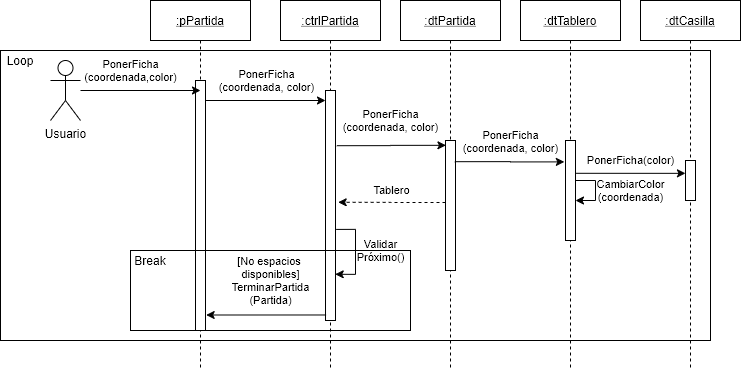 :pPartida
:ctrlPartida
:dtPartida
:dtTablero
:dtCasilla
Loop
Usuario
PonerFicha
(coordenada,color)
PonerFicha
(coordenada, color)
PonerFicha
(coordenada, color)
PonerFicha
(coordenada, color)
PonerFicha(color)
CambiarColor
(coordenada)
Tablero
Validar
Próximo()
Break
[No espacios
disponibles]
TerminarPartida
(Partida)